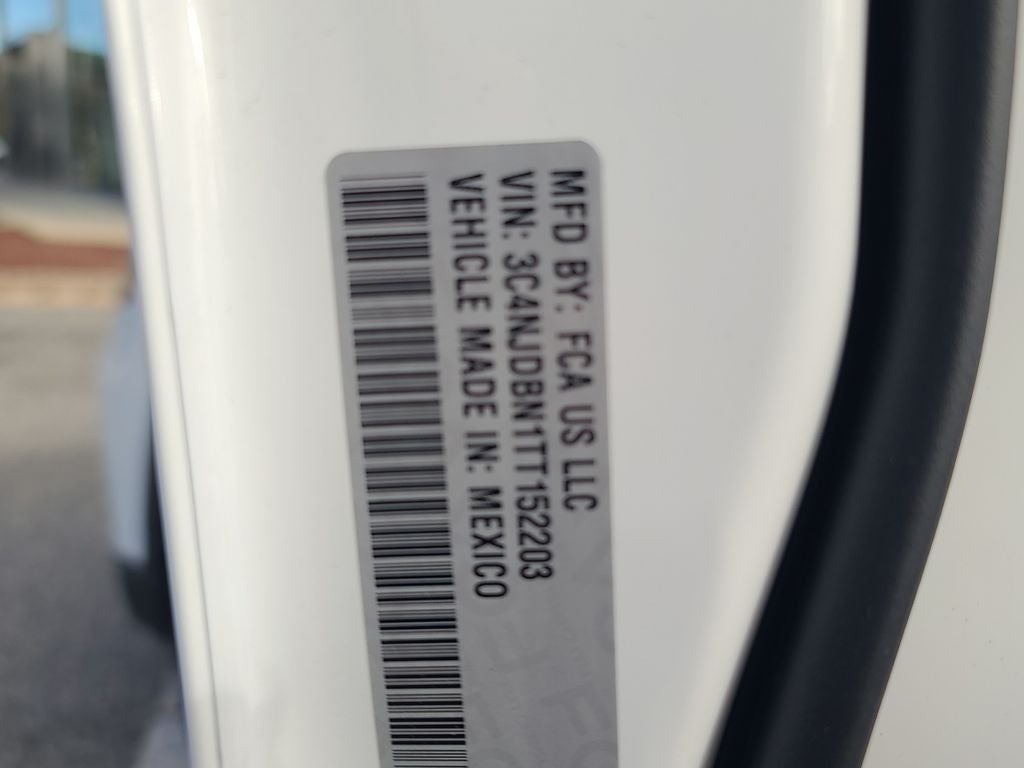 MFD BY: FCA US LLC
VIN: 3C4NJDBN1TT152203
VEHICLE MADE IN: MEXICO